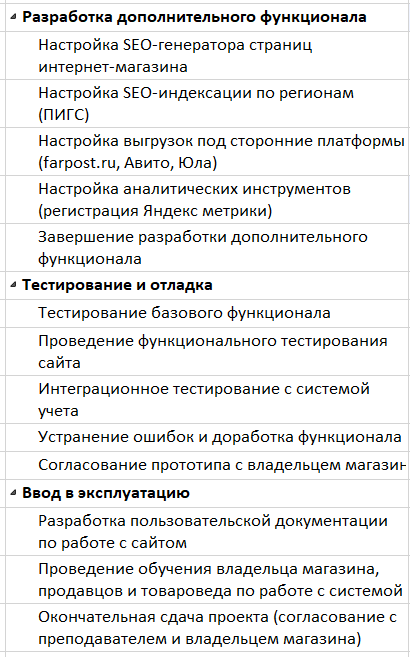 Разработка дополнительного функционала
Настройка SEO-генератора страниц
интернет-магазина
Настройка SEO-индексации по регионам
(ПИГС)
Настройка выгрузок под сторонние платформы
(farpost.ru, Авито, Юла)
Настройка аналитических инструментов
(регистрация Яндекс метрики)
Завершение разработки дополнительного
функционала
Тестирование и отладка
Тестирование базового функционала
Проведение функционального тестирования
сайта
Интеграционное тестирование с системой
учета
Устранение ошибок и доработка функционала
Согласование прототипа с владельцем магазин
Ввод в эксплуатацию
Разработка пользовательской документации
по работе с сайтом
Проведение обучения владельца магазина,
продавцов и товароведа по работе с системой
Окончательная сдача проекта (согласование с
преподавателем и владельцем магазина)